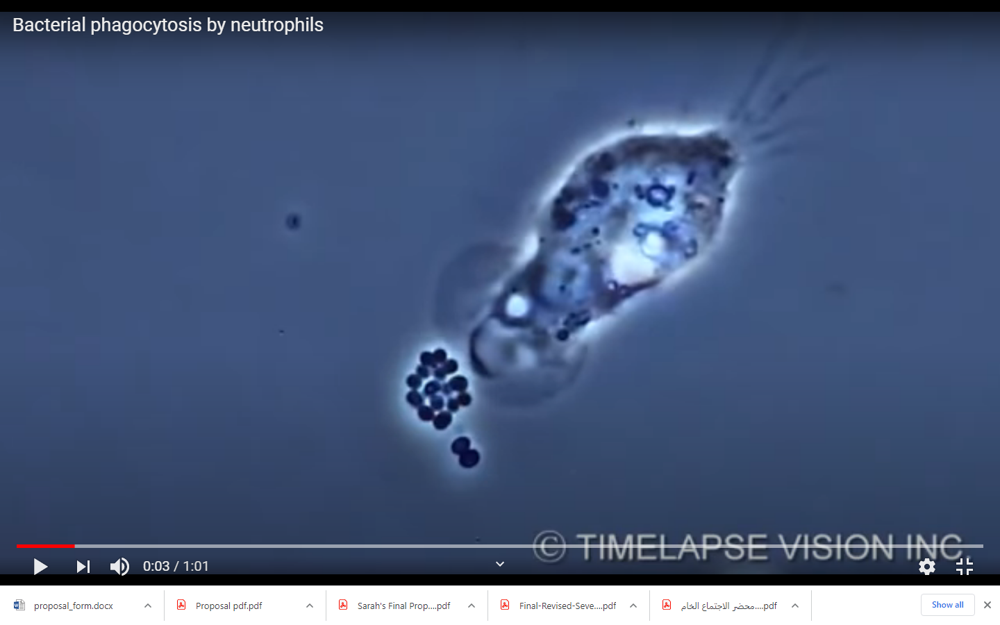 Bacterial phagocytosis by neutrophils
© TIMELAPSE VISION INC.
0:03 / 1:01
proposal_form.docx
Proposal pdf.pdf
Sarah's Final Prop....pdf
Final-Revised-Seve....pdf
محضر الاجتماع الخام....pdf
Show all